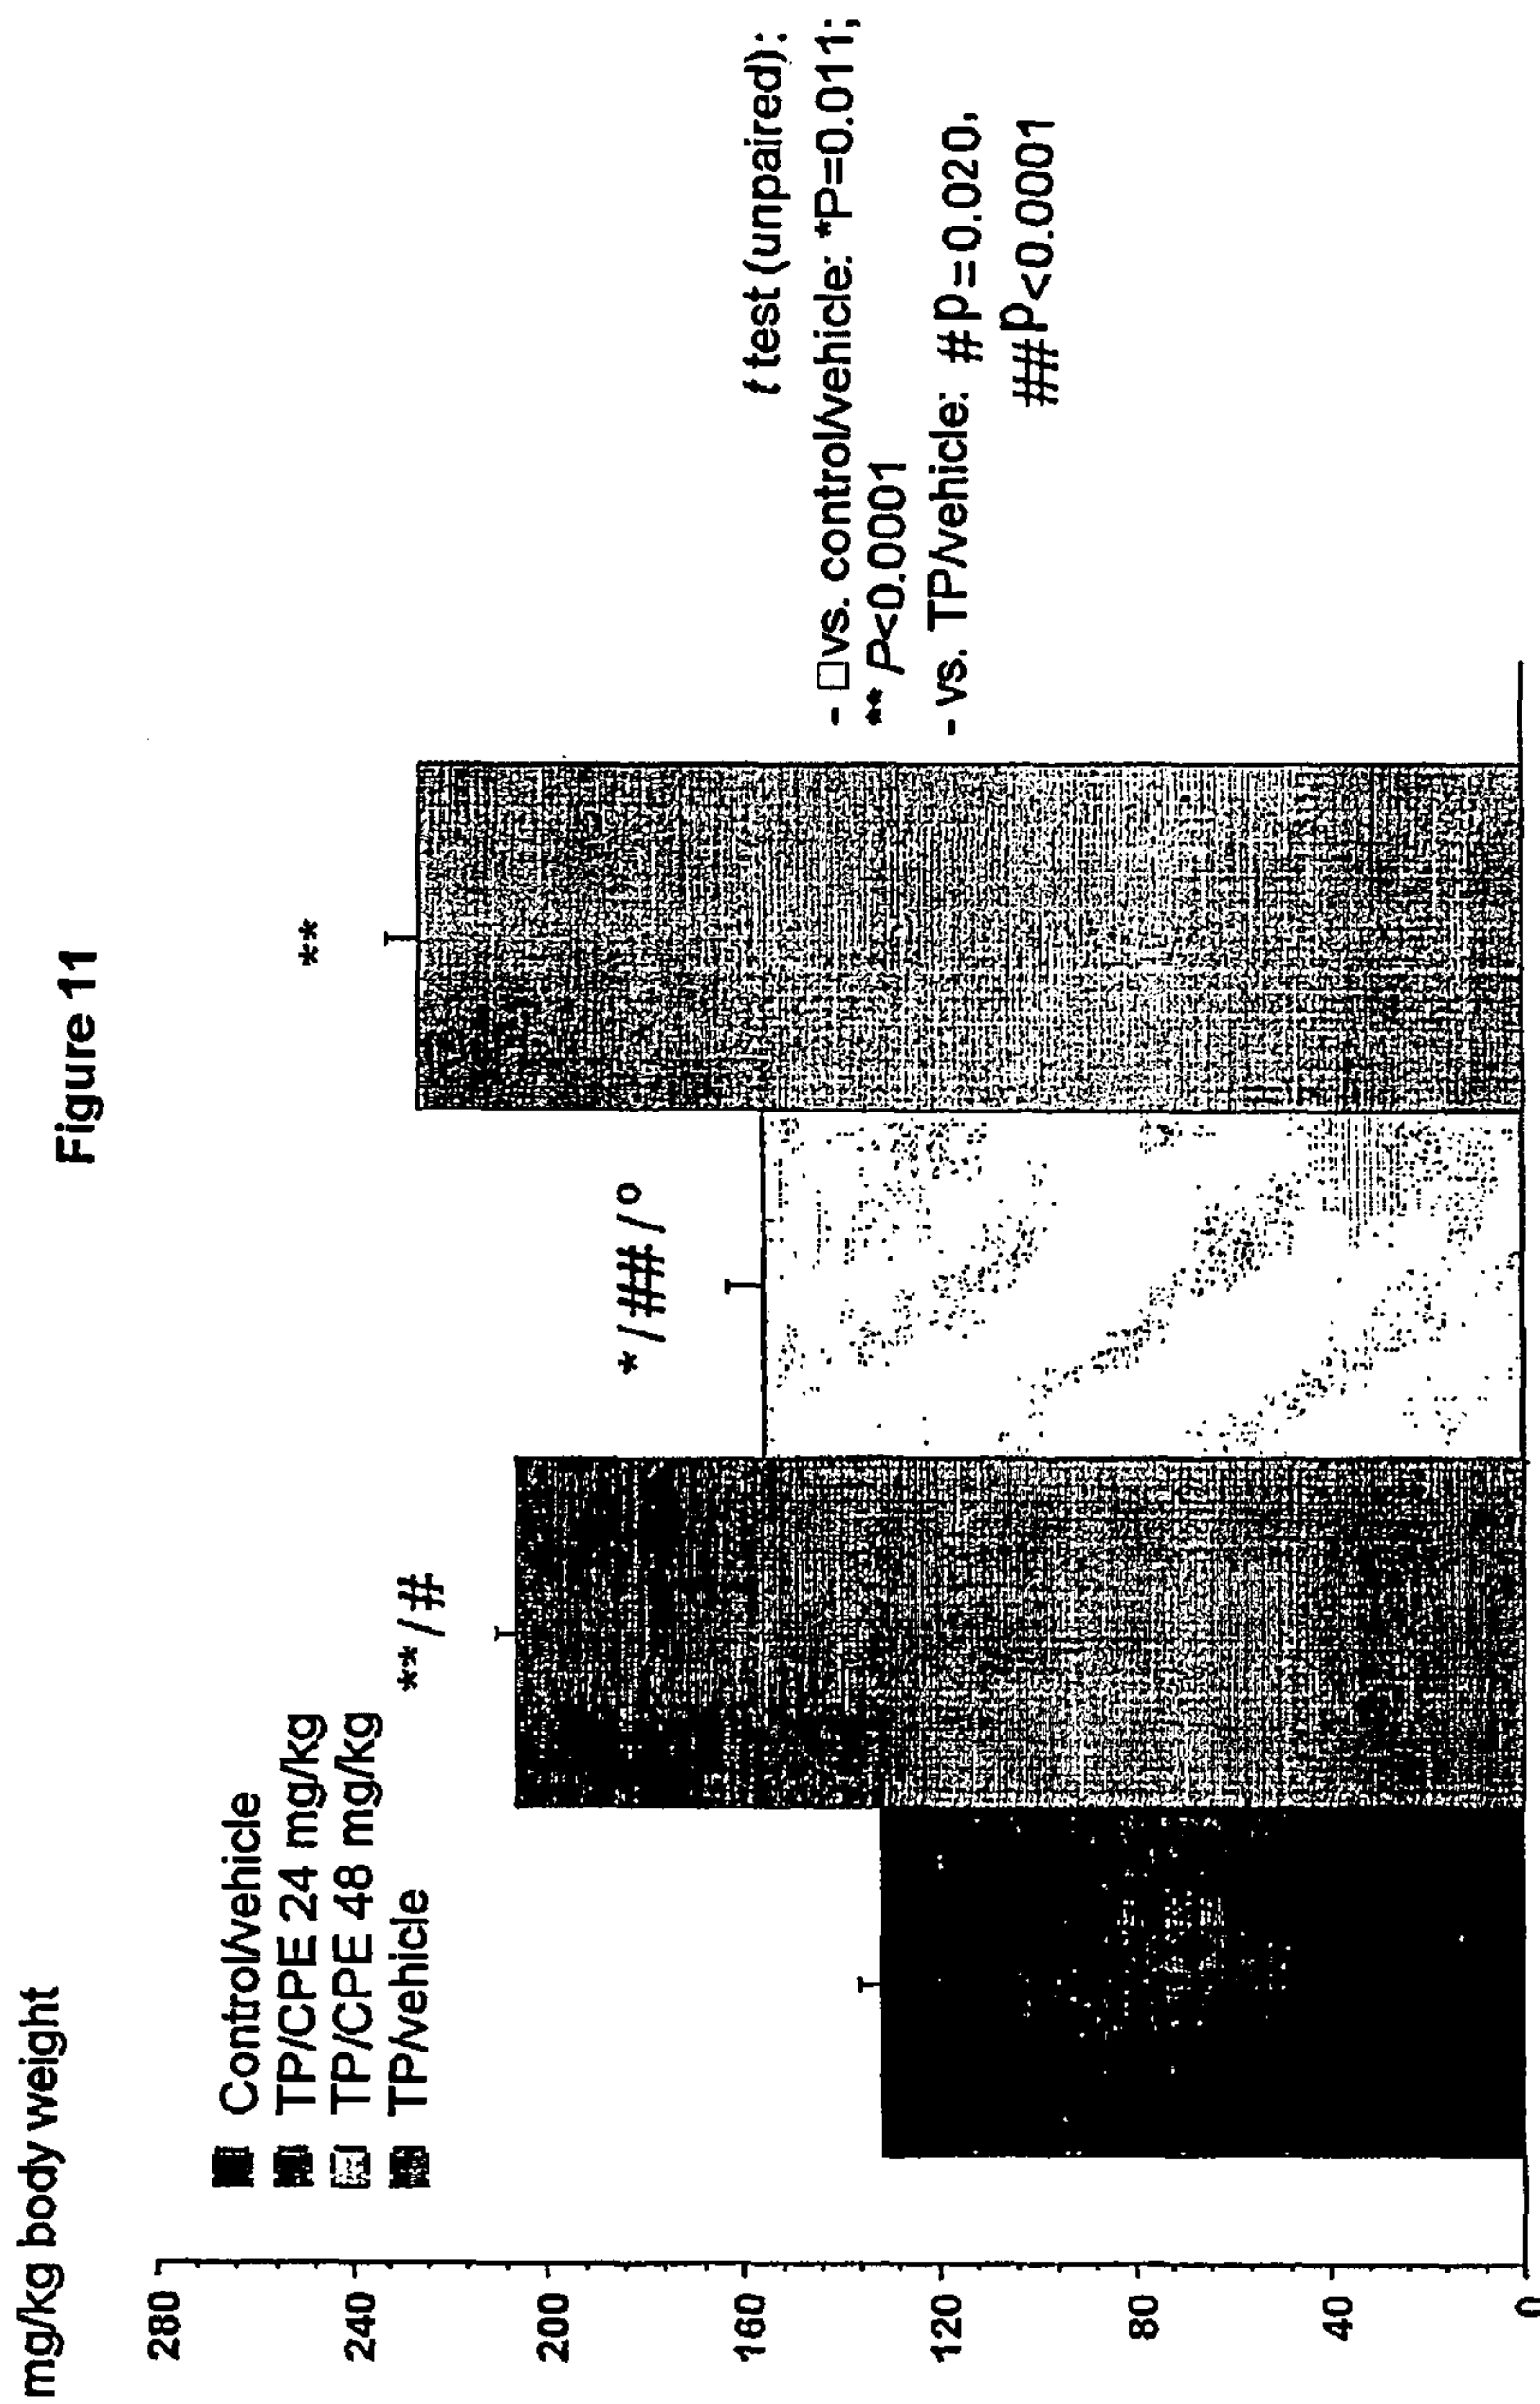 Figure 11
mg/kg body weight
280
240
200
160
120
80
40
0
Control/vehicle
TP/CPE 24 mg/kg
TP/CPE 48 mg/kg
TP/vehicle
**/#
*/##/°
**
t test (unpaired):
- □vs. control/vehicle: *P=0.011;
** P<0.0001
- vs. TP/vehicle: #P=0.020,
##P<0.0001